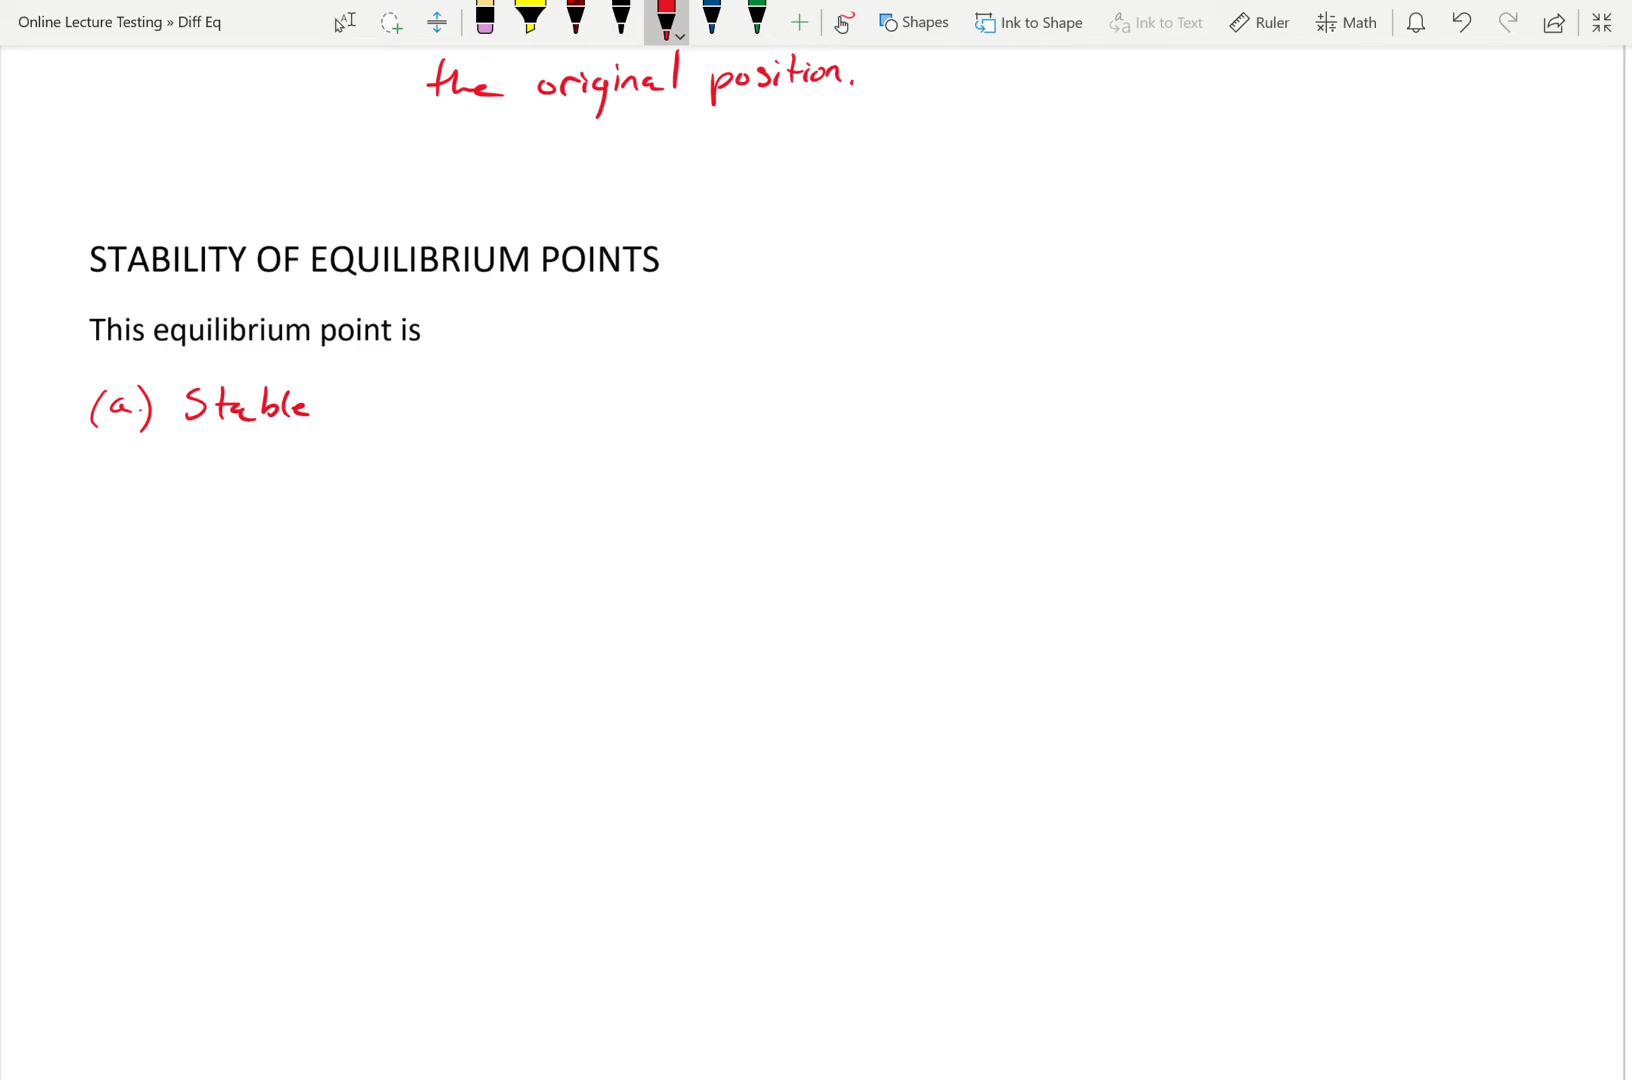 Online Lecture Testing » Diff Eq Shapes Ink to Shape Ink to Text Ruler Math
the original position.
STABILITY OF EQUILIBRIUM POINTS
This equilibrium point is
(a.) Stable